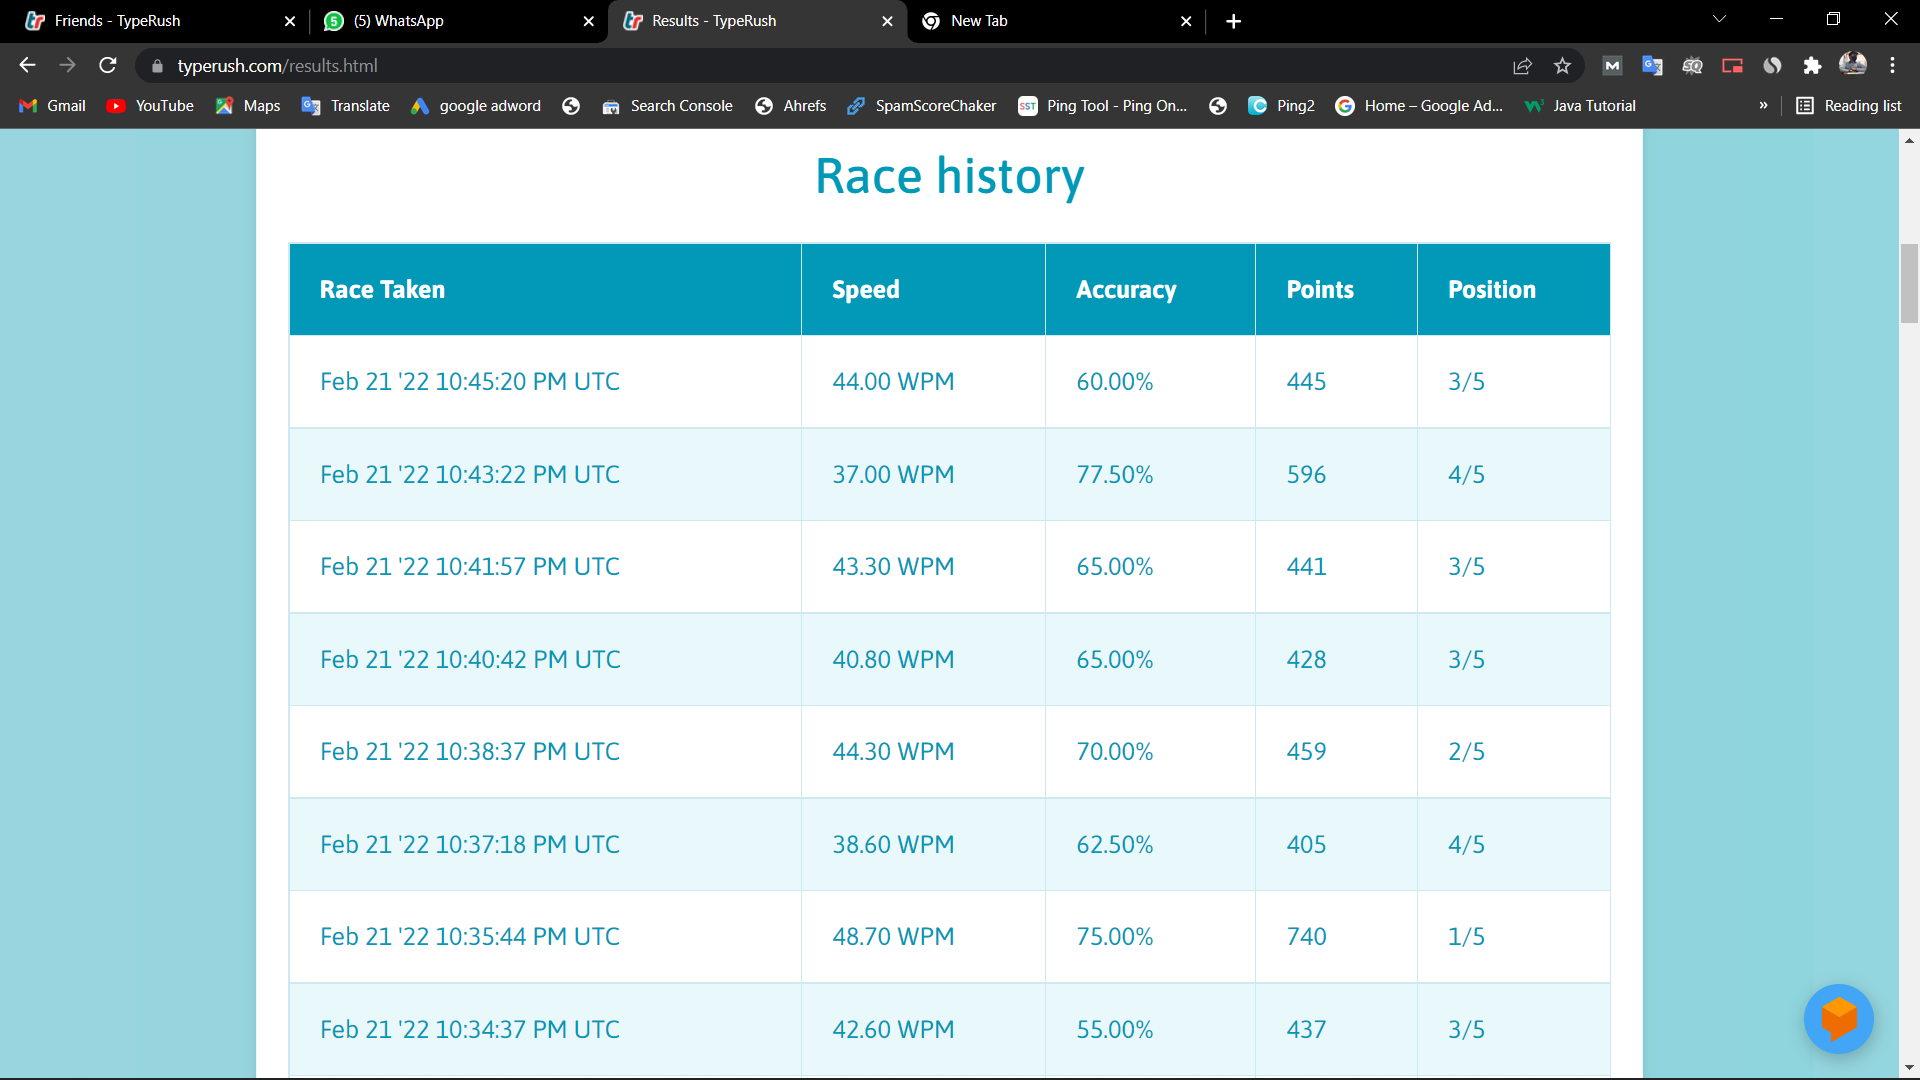 Friends - TypeRush
(5) WhatsApp
Results - TypeRush
New Tab
typerush.com/results.html
Gmail
YouTube
Maps
Translate
google adword
Search Console
Ahrefs
SpamScoreChaker
Ping Tool - Ping On...
Ping2
Home – Google Ad...
Java Tutorial
»
Reading list
Race history
Race Taken Speed Accuracy Points Position
Feb 21 '22 10:45:20 PM UTC 44.00 WPM 60.00% 445 3/5
Feb 21 '22 10:43:22 PM UTC 37.00 WPM 77.50% 596 4/5
Feb 21 '22 10:41:57 PM UTC 43.30 WPM 65.00% 441 3/5
Feb 21 '22 10:40:42 PM UTC 40.80 WPM 65.00% 428 3/5
Feb 21 '22 10:38:37 PM UTC 44.30 WPM 70.00% 459 2/5
Feb 21 '22 10:37:18 PM UTC 38.60 WPM 62.50% 405 4/5
Feb 21 '22 10:35:44 PM UTC 48.70 WPM 75.00% 740 1/5
Feb 21 '22 10:34:37 PM UTC 42.60 WPM 55.00% 437 3/5